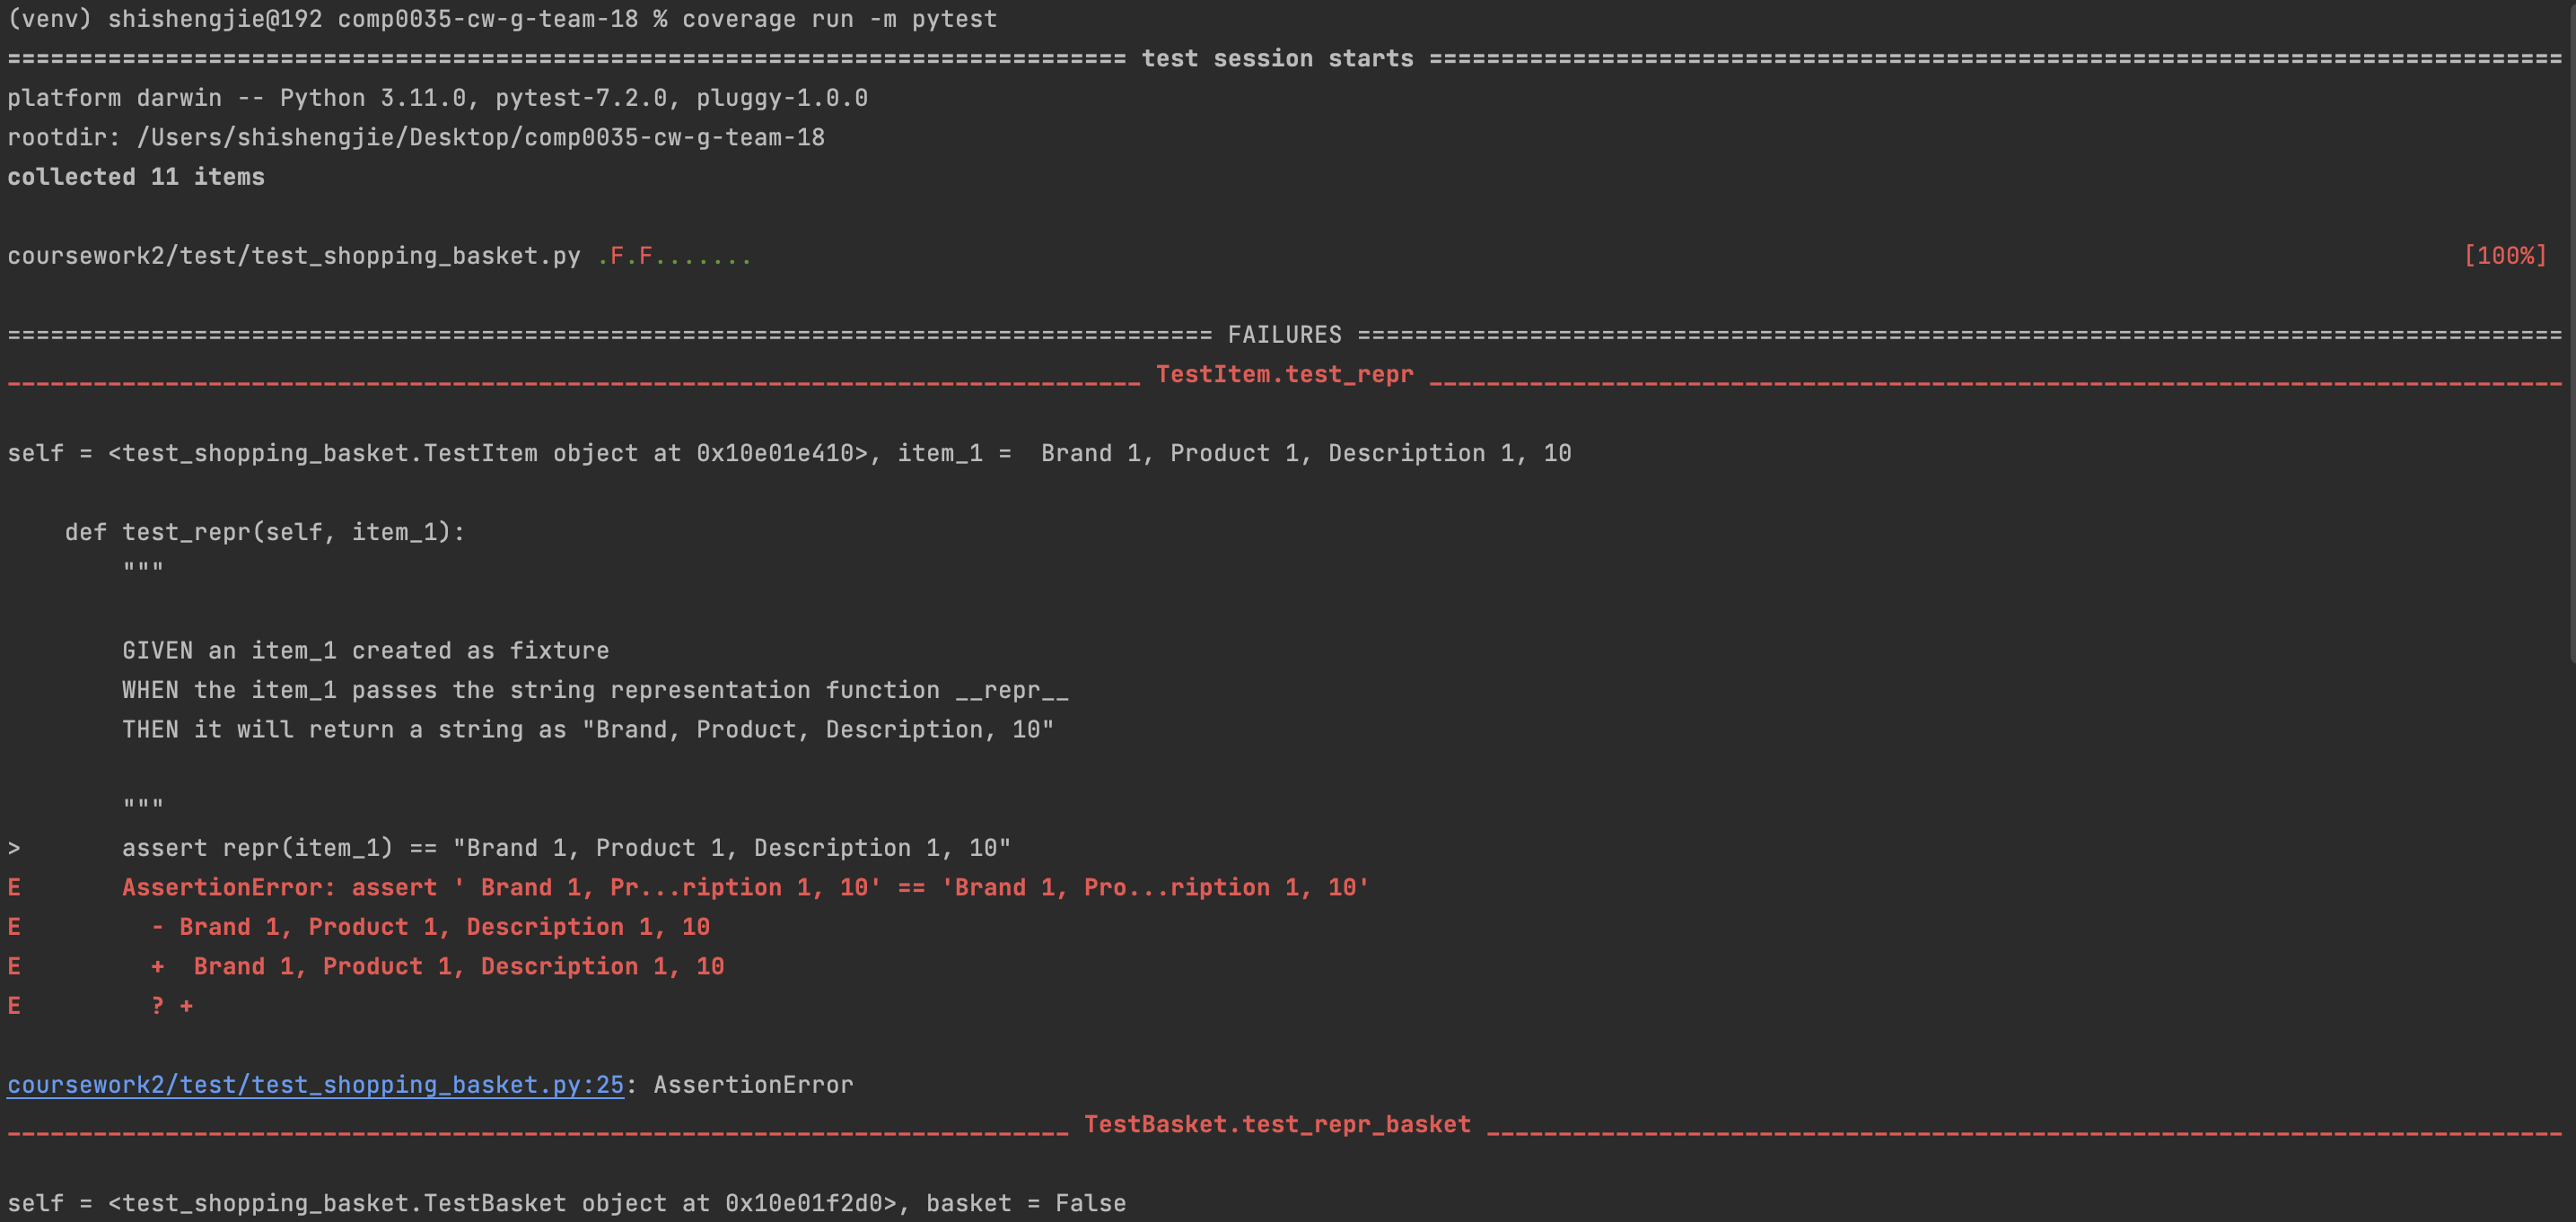 (venv) shishengjie@192 comp0035-cw-g-team-18 % coverage run -m pytest
============================================================================== test session starts ===============================================================================
platform darwin -- Python 3.11.0, pytest-7.2.0, pluggy-1.0.0
rootdir: /Users/shishengjie/Desktop/comp0035-cw-g-team-18
collected 11 items
coursework2/test/test_shopping_basket.py .F.F....... [100%]
==================================================================================== FAILURES ====================================================================================
_______________________________________________________________________________ TestItem.test_repr _______________________________________________________________________________
self = <test_shopping_basket.TestItem object at 0x10e01e410>, item_1 =  Brand 1, Product 1, Description 1, 10
    def test_repr(self, item_1):
        """
        GIVEN an item_1 created as fixture
        WHEN the item_1 passes the string representation function __repr__
        THEN it will return a string as "Brand, Product, Description, 10"
        """
>       assert repr(item_1) == "Brand 1, Product 1, Description 1, 10"
E       AssertionError: assert ' Brand 1, Pr...ription 1, 10' == 'Brand 1, Pro...ription 1, 10'
E         - Brand 1, Product 1, Description 1, 10
E         +  Brand 1, Product 1, Description 1, 10
E         ? +
coursework2/test/test_shopping_basket.py:25: AssertionError
__________________________________________________________________________ TestBasket.test_repr_basket ___________________________________________________________________________
self = <test_shopping_basket.TestBasket object at 0x10e01f2d0>, basket = False